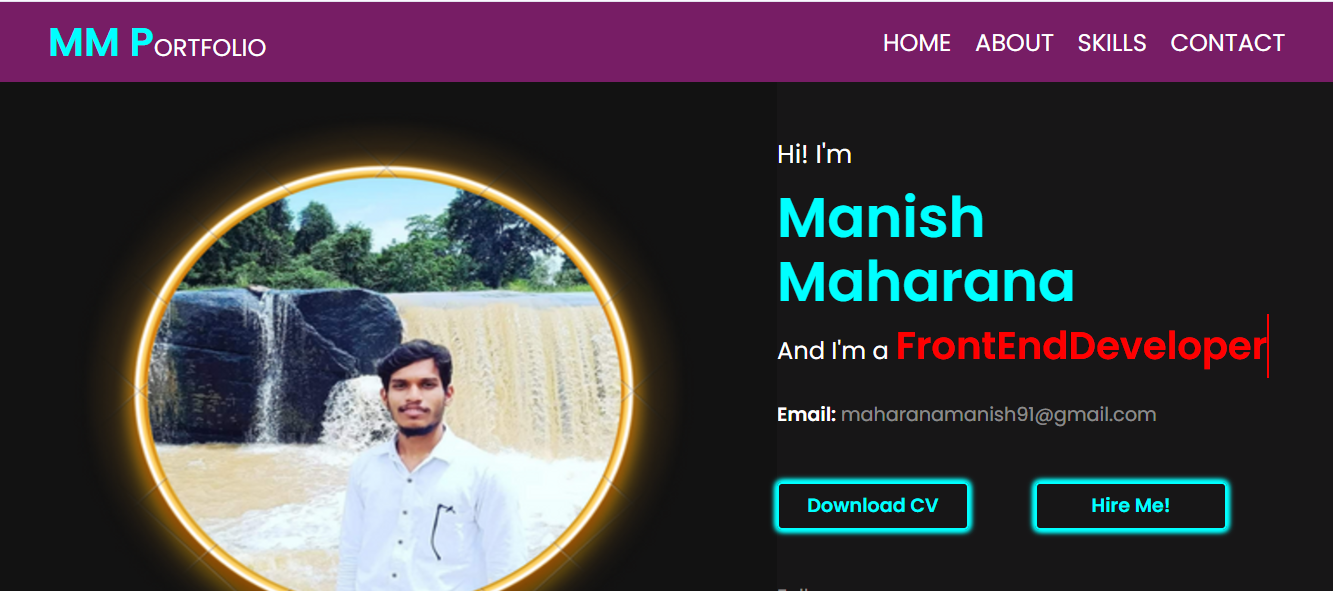 MM PORTFOLIO
HOME ABOUT SKILLS CONTACT
Hi! I'm
Manish
Maharana
And I'm a FrontEndDeveloper
Email: maharanamanish91@gmail.com
Download CV
Hire Me!